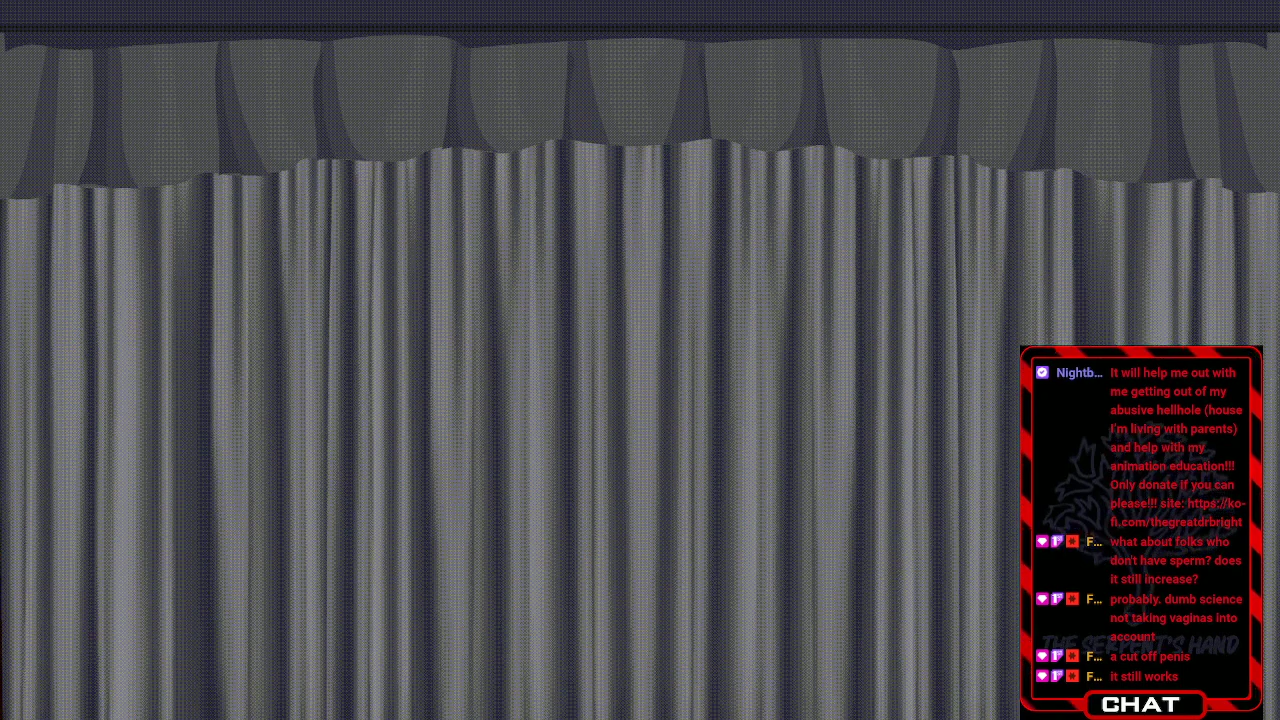 Nightb... It will help me out with
me getting out of my
abusive hellhole (house
I'm living with parents)
and help with my
animation education!!!
Only donate if you can
please!!! site: https://ko-
fi.com/thegreatdrbright
F... what about folks who
don't have sperm? does
it still increase?
F... probably. dumb science
not taking vaginas into
account
THE SERPENT'S HAND
F... a cut off penis
F... it still works
CHAT